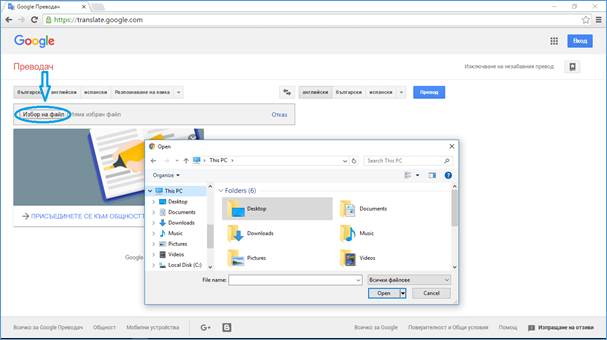 Google Преводач
https://translate.google.com
Google
Вход
Преводач
Изключване на незабавния превод
български английски испански Разпознаване на езика
английски български испански Превод
Избор на файл Няма избран файл Отказ
ПРИСЪЕДИНЕТЕ СЕ КЪМ ОБЩНОСТТ
Google
Open
This PC
Search This PC
Organize
This PC
Desktop
Documents
Downloads
Music
Pictures
Videos
Local Disk (C:)
Folders (6)
Desktop Documents
Downloads Music
Pictures Videos
File name: Всички файлове
Open Cancel
Всичко за Google Преводач Общност Мобилни устройства G+ Всичко за Google Поверителност и Общи условия Помощ Изпращане на отзиви